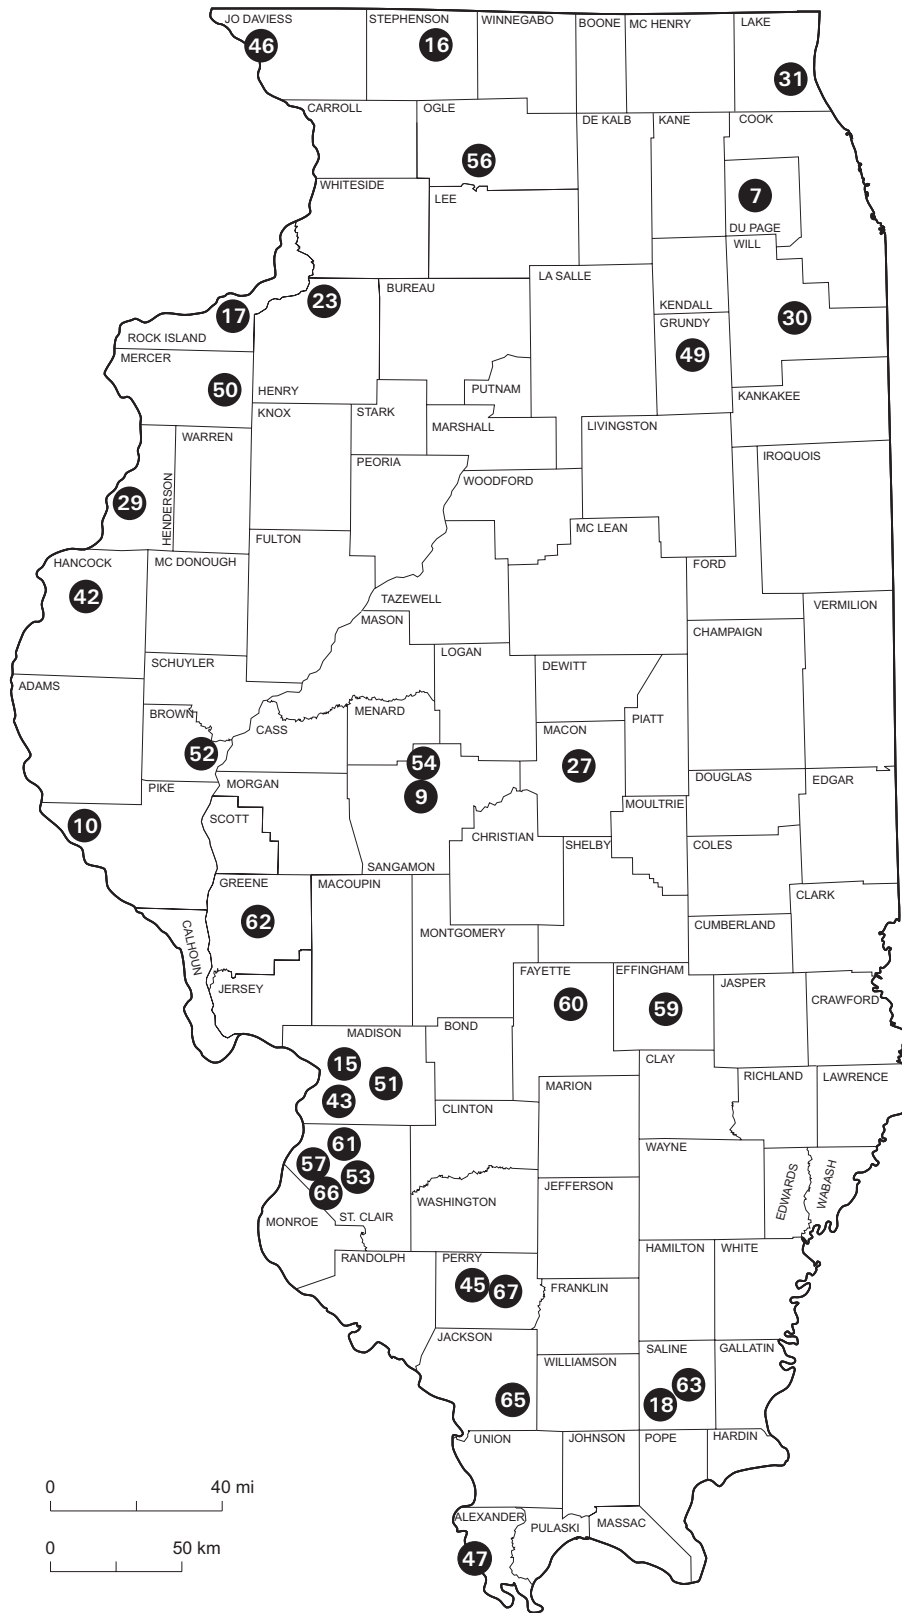 JO DAVIESS
STEPHENSON
WINNEGABO
BOONE
MC HENRY
LAKE
46
16
31
CARROLL
OGLE
DE KALB
KANE
COOK
56
WHITESIDE
LEE
7
DU PAGE
WILL
LA SALLE
BUREAU
23
17
KENDALL
30
GRUNDY
ROCK ISLAND
MERCER
49
50
HENRY
PUTNAM
KANKAKEE
KNOX
STARK
MARSHALL
LIVINGSTON
WARREN
PEORIA
IROQUOIS
WOODFORD
29
HENDERSON
MC LEAN
FULTON
HANCOCK
MC DONOUGH
FORD
42
TAZEWELL
VERMILION
MASON
CHAMPAIGN
LOGAN
SCHUYLER
DEWITT
ADAMS
BROWN
MENARD
PIATT
CASS
MACON
52
54
27
DOUGLAS
EDGAR
PIKE
MORGAN
9
MOULTRIE
10
SCOTT
CHRISTIAN
SHELBY
COLES
SANGAMON
GREENE
MACOUPIN
CLARK
62
CUMBERLAND
MONTGOMERY
CALHOUN
FAYETTE
EFFINGHAM
JERSEY
JASPER
60
59
CRAWFORD
MADISON
BOND
15
CLAY
51
RICHLAND
LAWRENCE
43
MARION
CLINTON
61
WAYNE
57
53
66
JEFFERSON
EDWARDS
WABASH
WASHINGTON
ST. CLAIR
MONROE
RANDOLPH
PERRY
HAMILTON
WHITE
45
67
FRANKLIN
JACKSON
SALINE
GALLATIN
WILLIAMSON
63
65
18
UNION
JOHNSON
POPE
HARDIN
0
40 mi
ALEXANDER
PULASKI
MASSAC
0
50 km
47